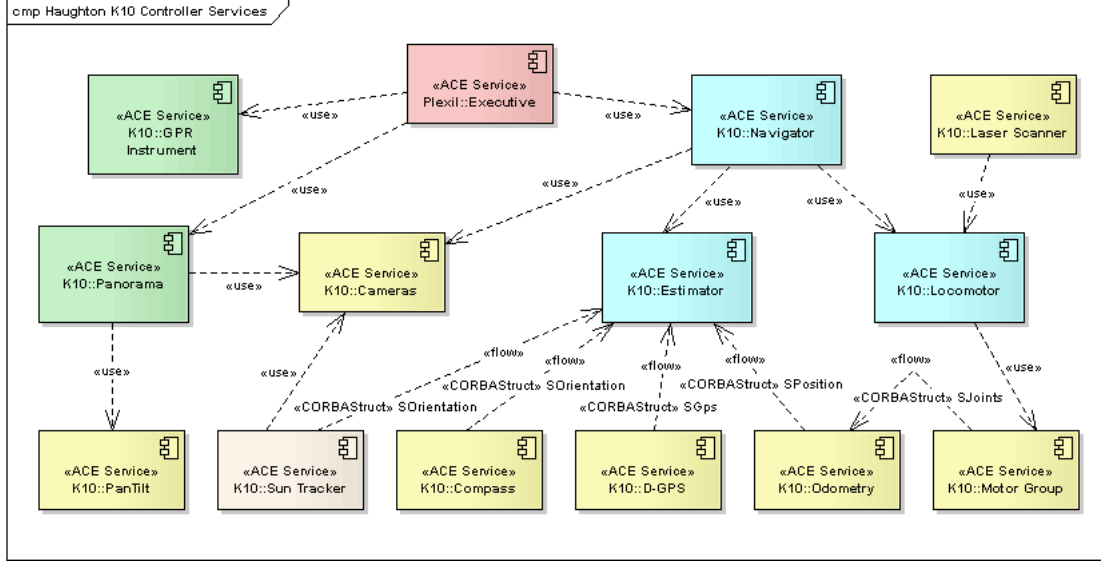 cmp Haughton K10 Controller Services
«ACE Service»
K10::GPR
Instrument
«ACE Service»
Plexil::Executive
«ACE Service»
K10::Navigator
«ACE Service»
K10::Laser Scanner
«use»
«use»
«use»
«use»
«use»
«use»
«use»
«ACE Service»
K10::Panorama
«use»
«ACE Service»
K10::Cameras
«ACE Service»
K10::Estimator
«ACE Service»
K10::Locomotor
«use»
«use»
«flow»
«CORBAStruct» SOrientation
«flow»
«CORBAStruct» SOrientation
«flow»
«CORBAStruct» SGps
«flow»
«CORBAStruct» SPosition
«flow»
«CORBAStruct» SJoints
«use»
«ACE Service»
K10::PanTilt
«ACE Service»
K10::Sun Tracker
«ACE Service»
K10::Compass
«ACE Service»
K10::D-GPS
«ACE Service»
K10::Odometry
«ACE Service»
K10::Motor Group